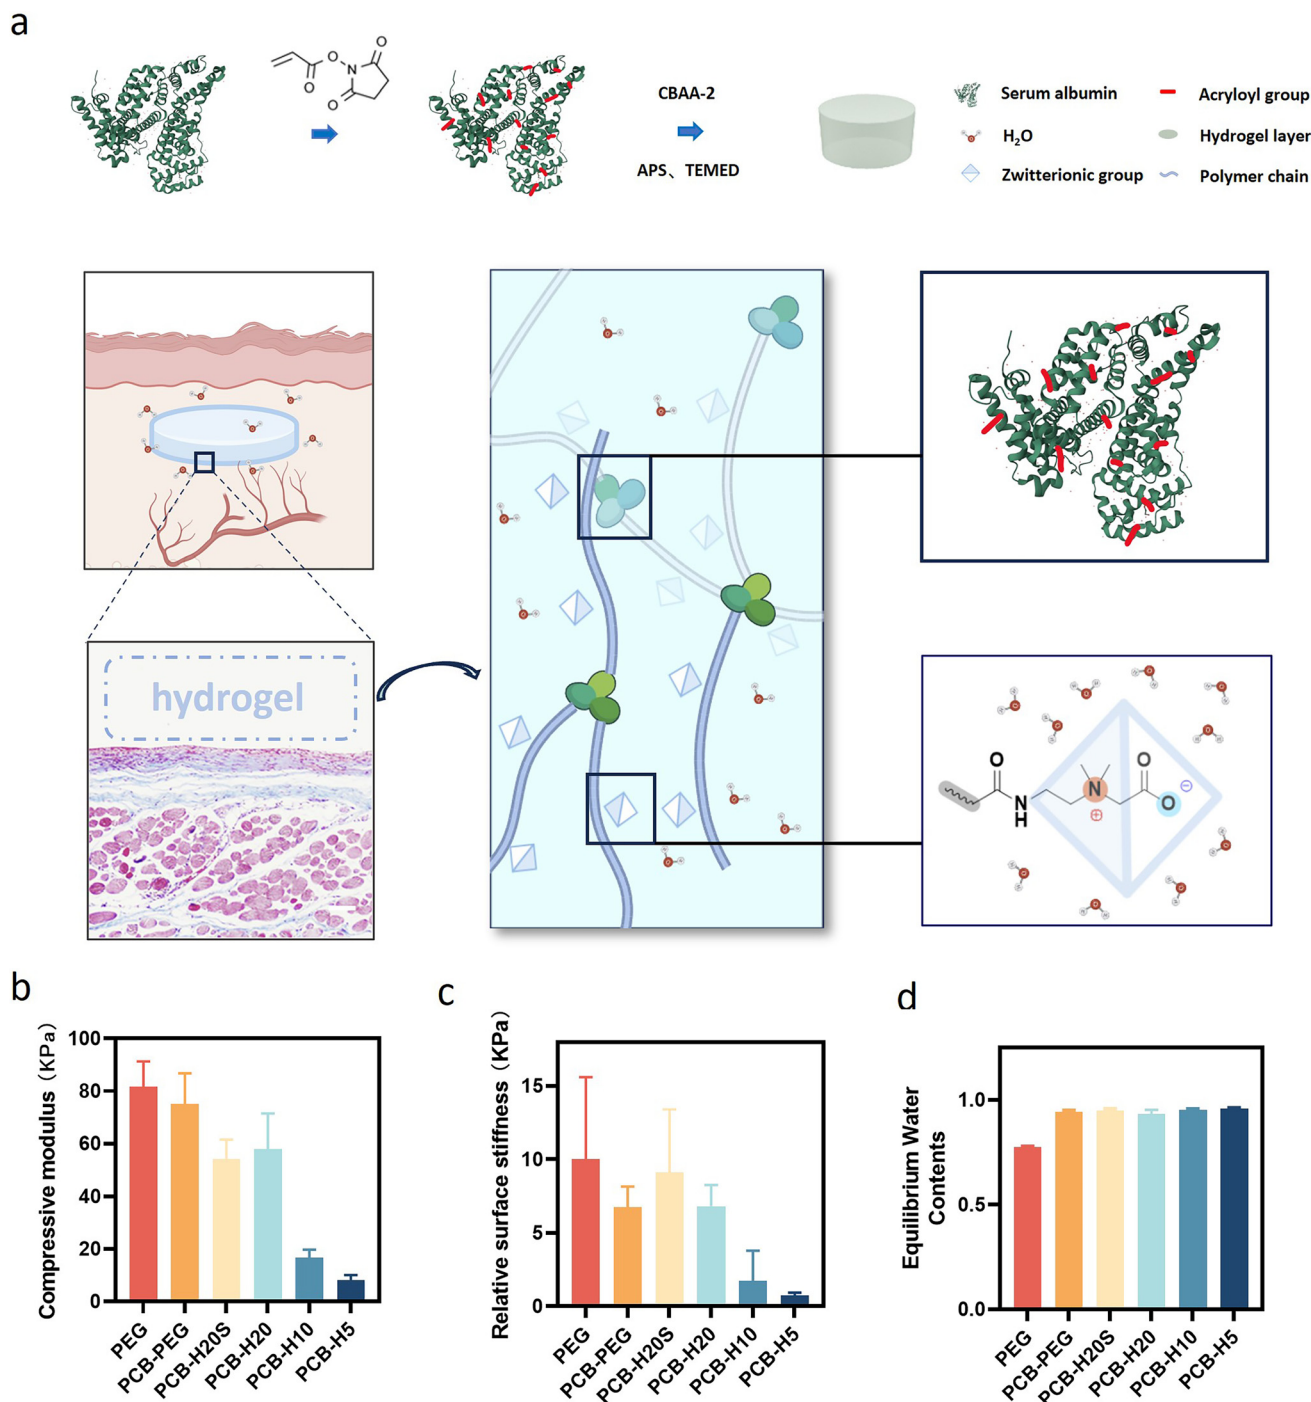 a
O
O
O
N
O
CBAA-2
APS、TEMED
Serum albumin
Acryloyl group
H₂O
Hydrogel layer
Zwitterionic group
Polymer chain
hydrogel
O
N
H
N
⊕
O
O
⊖
b
Compressive modulus (KPa)
100
80
60
40
20
0
PEG
PCB-PEG
PCB-H20S
PCB-H20
PCB-H10
PCB-H5
c
Relative surface stiffness (KPa)
15
10
5
0
PEG
PCB-PEG
PCB-H20S
PCB-H20
PCB-H10
PCB-H5
d
Equilibrium Water
Contents
1.0
0.5
0.0
PEG
PCB-PEG
PCB-H20S
PCB-H20
PCB-H10
PCB-H5